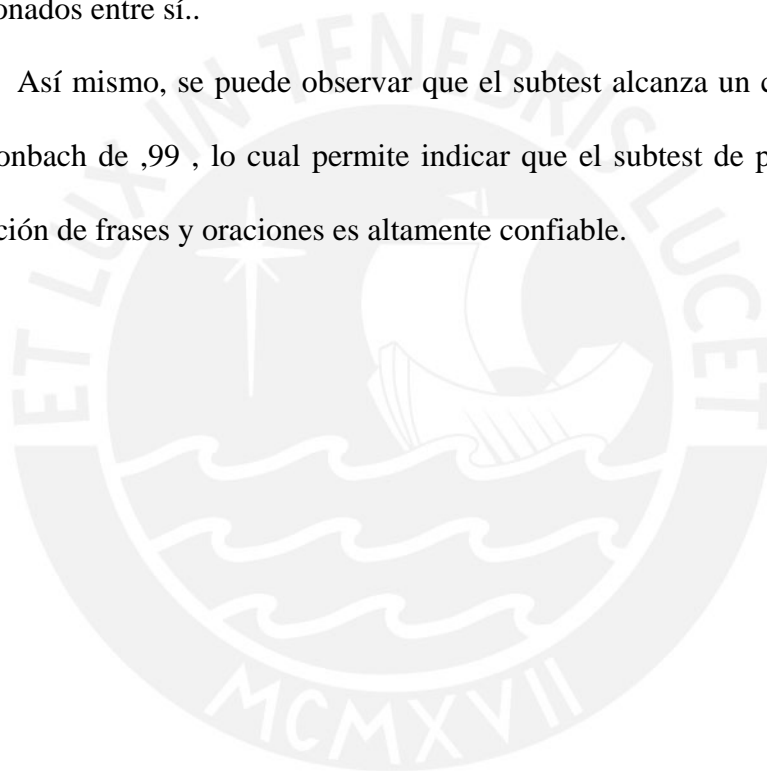 onados entre sí..
Así mismo, se puede observar que el subtest alcanza un c
onbach de ,99 , lo cual permite indicar que el subtest de p
ción de frases y oraciones es altamente confiable.
ET LUX IN TENEBRIS LUCET
MCMXVII